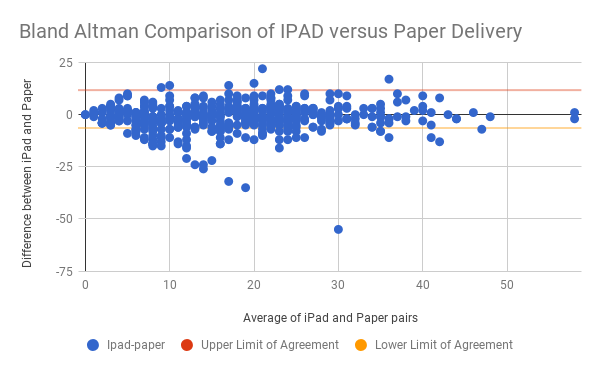 Bland Altman Comparison of IPAD versus Paper Delivery
Difference between iPad and Paper
25
0
-25
-50
-75
0 10 20 30 40 50
Average of iPad and Paper pairs
Ipad-paper Upper Limit of Agreement Lower Limit of Agreement